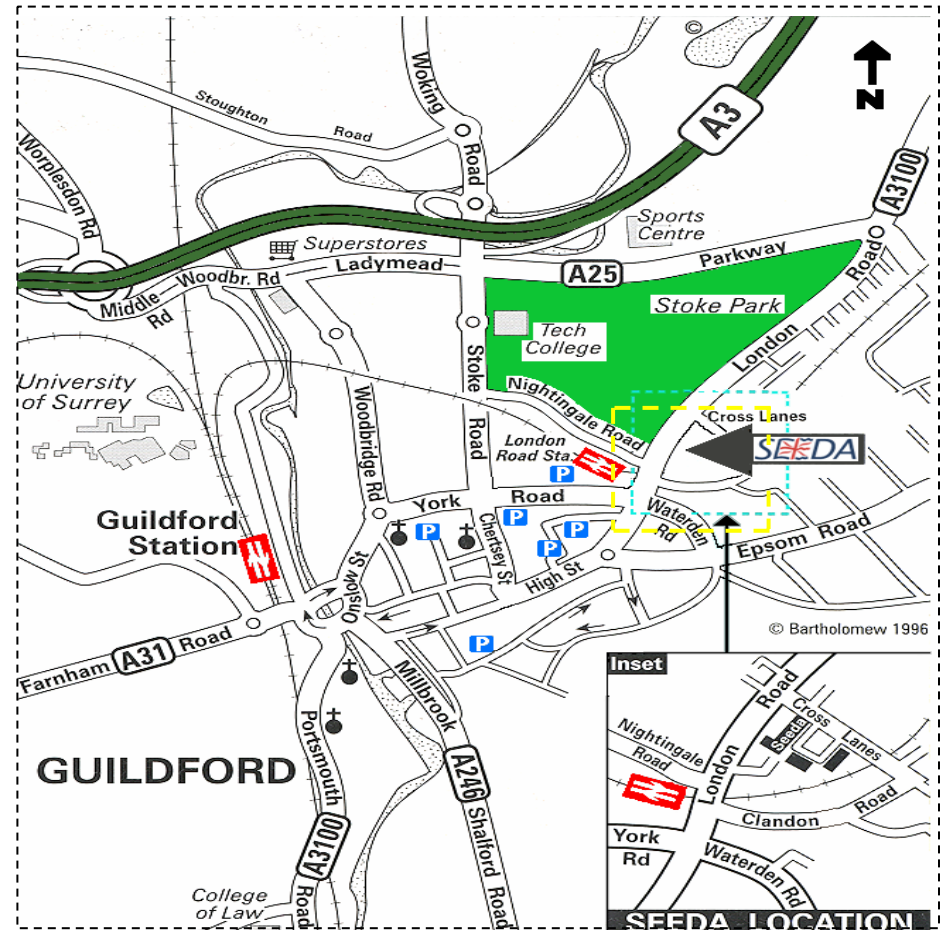 ©
N
A3
A3100
Woking
Road
Stoughton
Road
Worplesdon Rd
Sports
Centre
Superstores
Parkway
Ladymead
A25
Woodbr. Rd
Middle
Rd
Stoke Park
London
Road
Tech
College
Stoke
Road
University
of Surrey
Woodbridge Rd
Nightingale Road
Cross Lanes
London
Road Sta.
SEEDA
P
York Road
Waterden
Rd
Epsom Road
Guildford
Station
P
P
P
P
Chertsey St
High St
Onslow St
© Bartholomew 1996
Farnham
A31
Road
P
Millbrook
Portsmouth
A3100
Road
GUILDFORD
A246
Shalford Road
College
of Law
Inset
Road
Cross
Lanes
Seeda
Nightingale
Road
London
Clandon
Road
York
Rd
Waterden Rd
SEEDA LOCATION